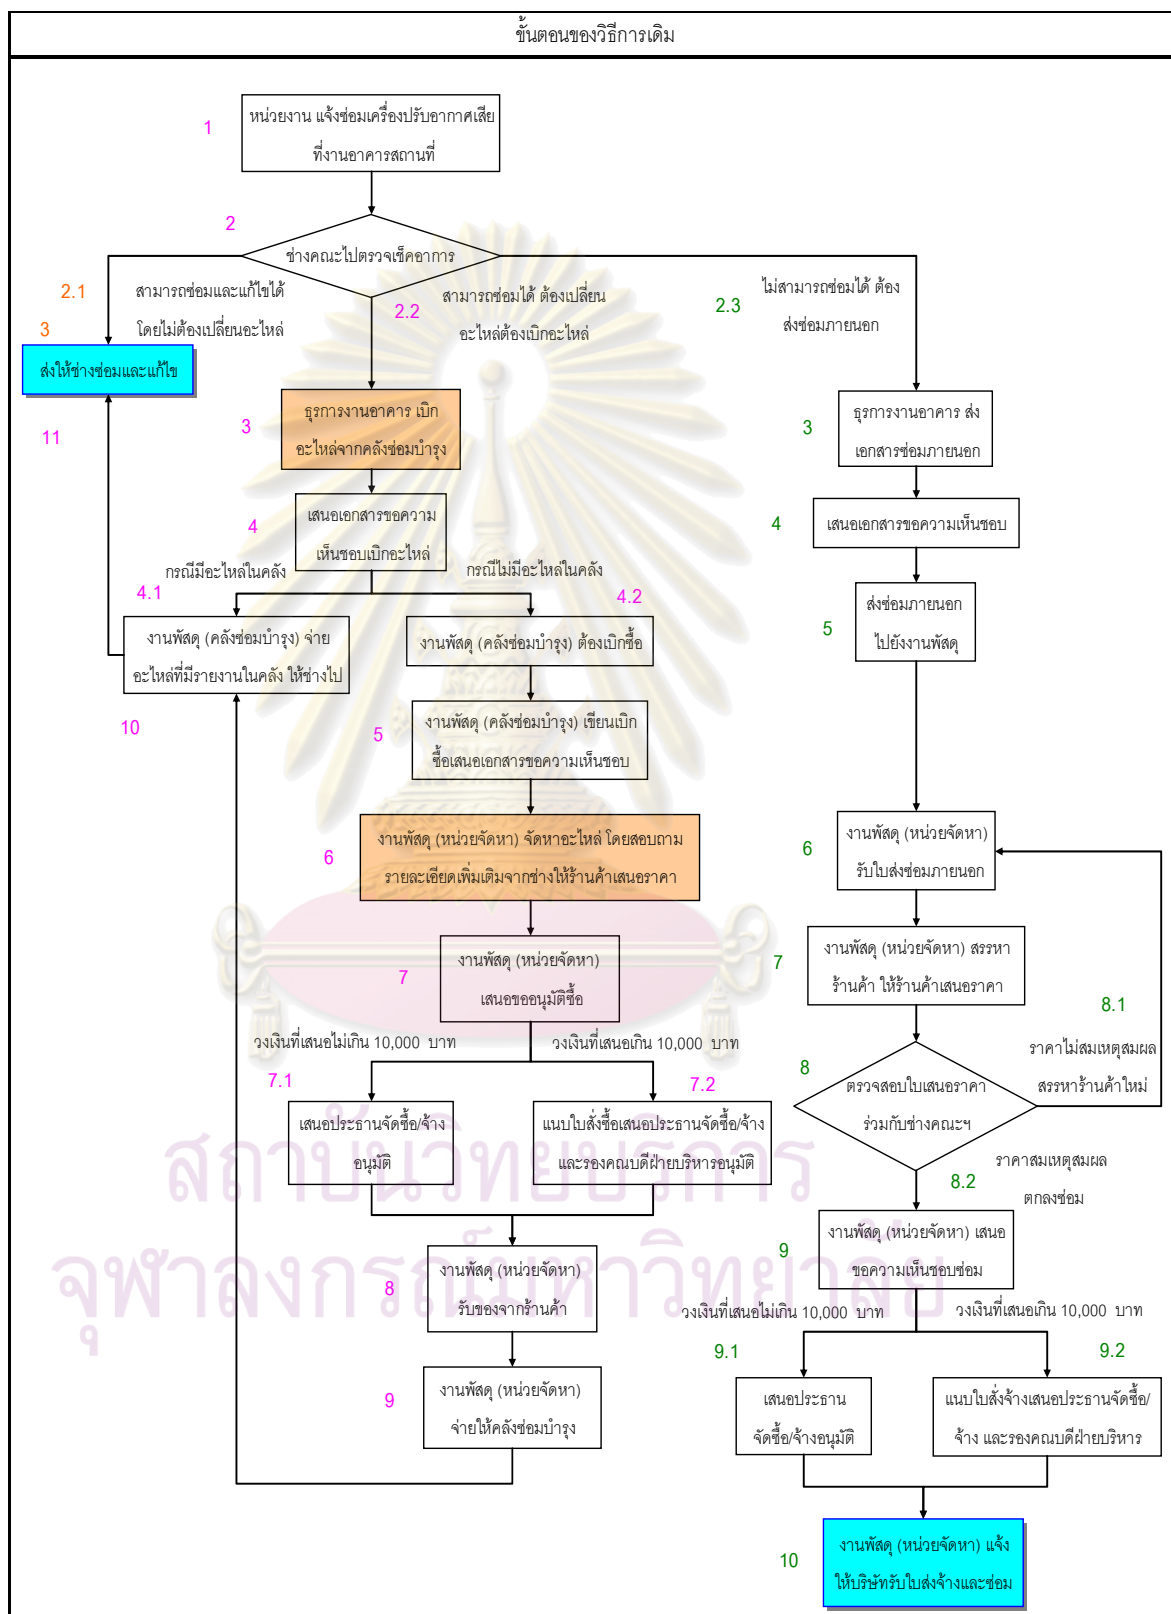 ขั้นตอนของวิธีการเดิม
1
หน่วยงาน แจ้งซ่อมเครื่องปรับอากาศเสีย
ที่งานอาคารสถานที่
2
ช่างคณะไปตรวจเช็คอาการ
2.1
สามารถซ่อมและแก้ไขได้
โดยไม่ต้องเปลี่ยนอะไหล่
2.2
สามารถซ่อมได้ ต้องเปลี่ยน
อะไหล่ต้องเบิกอะไหล่
2.3
ไม่สามารถซ่อมได้ ต้อง
ส่งซ่อมภายนอก
3
ส่งให้ช่างซ่อมและแก้ไข
11
3
ธุรการงานอาคาร เบิก
อะไหล่จากคลังซ่อมบำรุง
4
เสนอเอกสารขอความ
เห็นชอบเบิกอะไหล่
กรณีมีอะไหล่ในคลัง
กรณีไม่มีอะไหล่ในคลัง
4.1
4.2
งานพัสดุ (คลังซ่อมบำรุง) จ่าย
อะไหล่ที่มีรายงานในคลัง ให้ช่างไป
10
งานพัสดุ (คลังซ่อมบำรุง) ต้องเบิกซื้อ
5
งานพัสดุ (คลังซ่อมบำรุง) เขียนเบิก
ซื้อเสนอเอกสารขอความเห็นชอบ
6
งานพัสดุ (หน่วยจัดหา) จัดหาอะไหล่ โดยสอบถาม
รายละเอียดเพิ่มเติมจากช่างให้ร้านค้าเสนอราคา
7
งานพัสดุ (หน่วยจัดหา)
เสนอขออนุมัติซื้อ
วงเงินที่เสนอไม่เกิน 10,000 บาท
วงเงินที่เสนอเกิน 10,000 บาท
7.1
7.2
เสนอประธานจัดซื้อ/จ้าง
อนุมัติ
แนบใบสั่งซื้อเสนอประธานจัดซื้อ/จ้าง
และรองคณบดีฝ่ายบริหารอนุมัติ
8
งานพัสดุ (หน่วยจัดหา)
รับของจากร้านค้า
9
งานพัสดุ (หน่วยจัดหา)
จ่ายให้คลังซ่อมบำรุง
3
ธุรการงานอาคาร ส่ง
เอกสารซ่อมภายนอก
4
เสนอเอกสารขอความเห็นชอบ
5
ส่งซ่อมภายนอก
ไปยังงานพัสดุ
6
งานพัสดุ (หน่วยจัดหา)
รับใบส่งซ่อมภายนอก
7
งานพัสดุ (หน่วยจัดหา) สรรหา
ร้านค้า ให้ร้านค้าเสนอราคา
8
ตรวจสอบใบเสนอราคา
ร่วมกับช่างคณะฯ
8.1
ราคาไม่สมเหตุสมผล
สรรหาร้านค้าใหม่
8.2
ราคาสมเหตุสมผล
ตกลงซ่อม
9
งานพัสดุ (หน่วยจัดหา) เสนอ
ขอความเห็นชอบซ่อม
วงเงินที่เสนอไม่เกิน 10,000 บาท
วงเงินที่เสนอเกิน 10,000 บาท
9.1
9.2
เสนอประธาน
จัดซื้อ/จ้างอนุมัติ
แนบใบสั่งจ้างเสนอประธานจัดซื้อ/
จ้าง และรองคณบดีฝ่ายบริหาร
10
งานพัสดุ (หน่วยจัดหา) แจ้ง
ให้บริษัทรับใบส่งจ้างและซ่อม
สถาบันวิทยบริการ
จุฬาลงกรณ์มหาวิทยาลัย